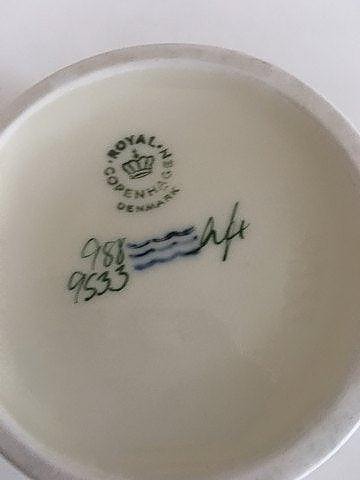 ROYAL
COPENHAGEN
DENMARK
988
9533